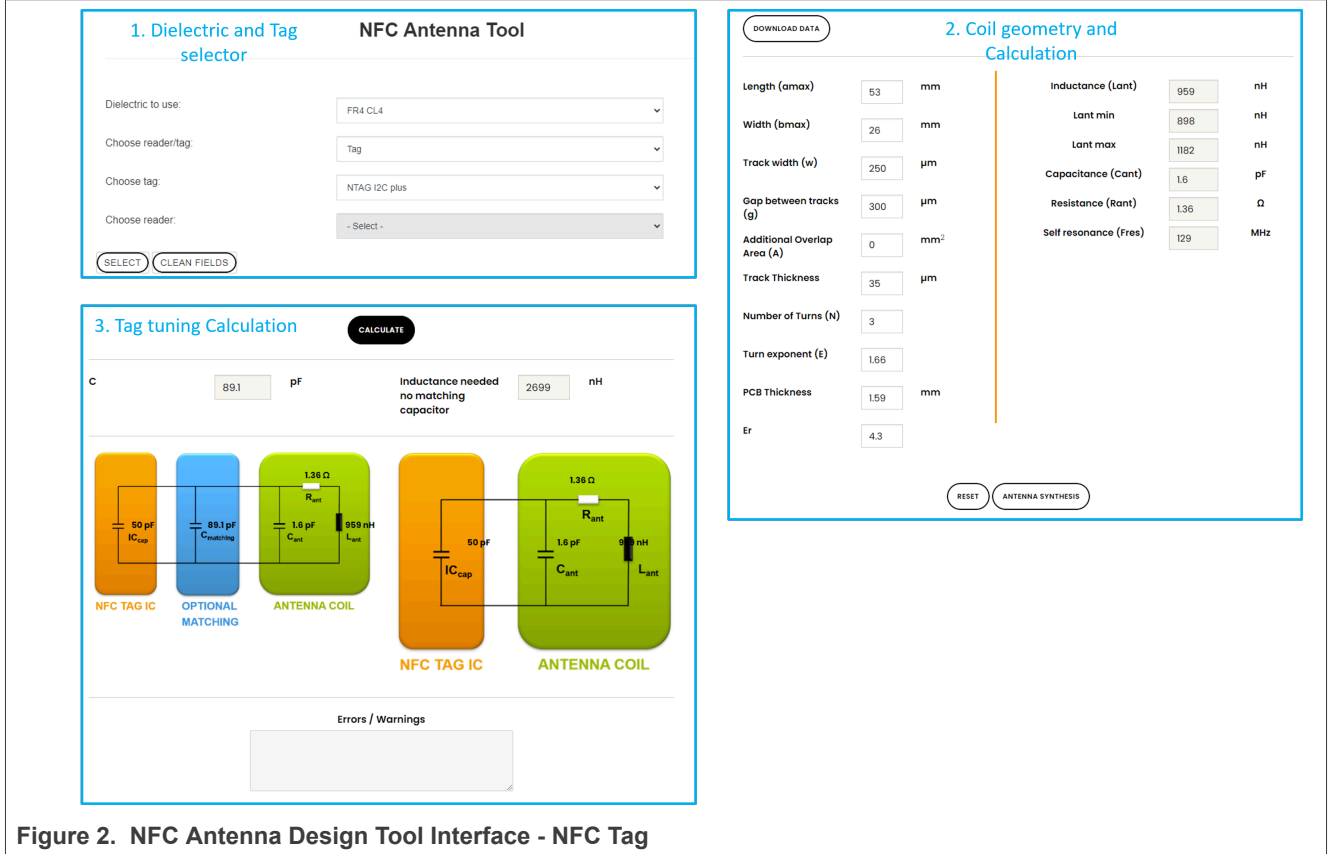 1. Dielectric and Tag
selector
NFC Antenna Tool
Dielectric to use:
FR4 CL4
Choose reader/tag:
Tag
Choose tag:
NTAG I2C plus
Choose reader:
- Select -
SELECT
CLEAN FIELDS
DOWNLOAD DATA
2. Coil geometry and
Calculation
Length (amax) 53 mm
Width (bmax) 26 mm
Track width (w) 250 µm
Gap between tracks
(g) 300 µm
Additional Overlap
Area (A) 0 mm²
Track Thickness 35 µm
Number of Turns (N) 3
Turn exponent (E) 1.66
PCB Thickness 1.59 mm
Er 4.3
Inductance (Lant) 959 nH
Lant min 898 nH
Lant max 1182 nH
Capacitance (Cant) 1.6 pF
Resistance (Rant) 1.36 Ω
Self resonance (Fres) 129 MHz
RESET
ANTENNA SYNTHESIS
3. Tag tuning Calculation
CALCULATE
C 89.1 pF
Inductance needed
no matching
capacitor
2699 nH
1.36 Ω
Rant
50 pF
ICcap
89.1 pF
Cmatching
1.6 pF
Cant
959 nH
Lant
NFC TAG IC
OPTIONAL
MATCHING
ANTENNA COIL
1.36 Ω
Rant
50 pF
ICcap
1.6 pF
Cant
nH
Lant
NFC TAG IC
ANTENNA COIL
Errors / Warnings
Figure 2. NFC Antenna Design Tool Interface - NFC Tag